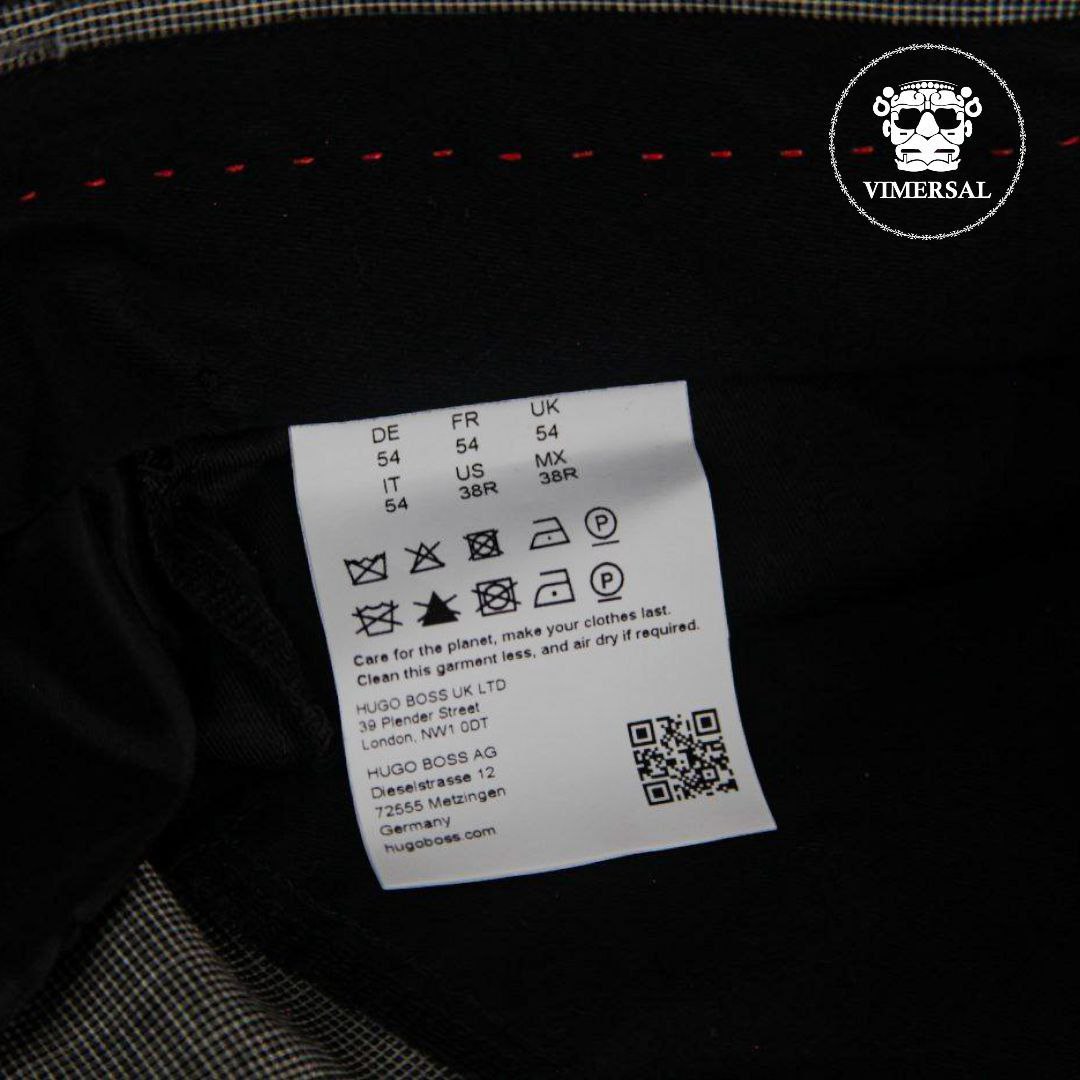 VIMERSAL
DE FR UK
54 54 54
IT US MX
54 38R 38R
P
P
Care for the planet, make your clothes last.
Clean this garment less, and air dry if required.
HUGO BOSS UK LTD
39 Plender Street
London, NW1 0DT
HUGO BOSS AG
Dieselstrasse 12
72555 Metzingen
Germany
hugoboss.com